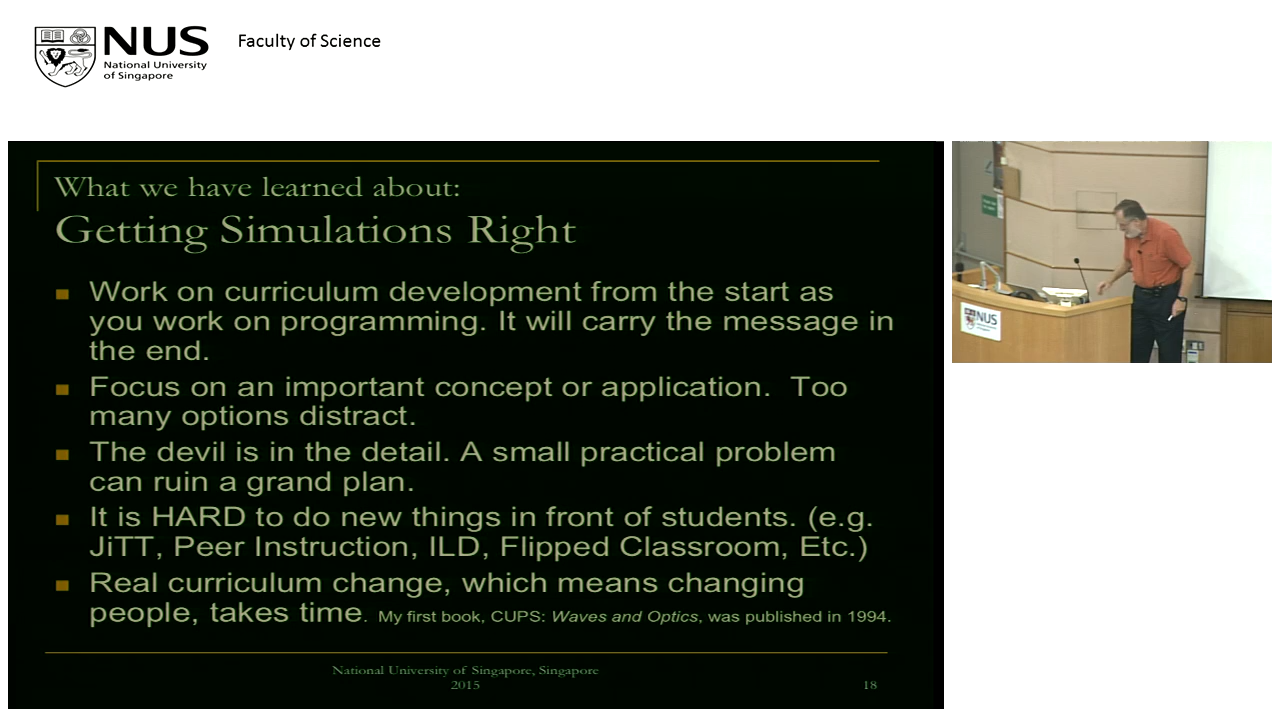 NUS
National University
of Singapore
Faculty of Science
What we have learned about:
Getting Simulations Right
Work on curriculum development from the start as
you work on programming. It will carry the message in
the end.
Focus on an important concept or application. Too
many options distract.
The devil is in the detail. A small practical problem
can ruin a grand plan.
It is HARD to do new things in front of students. (e.g.
JiTT, Peer Instruction, ILD, Flipped Classroom, Etc.)
Real curriculum change, which means changing
people, takes time. My first book, CUPS: Waves and Optics, was published in 1994.
National University of Singapore, Singapore
2015
18
NUS